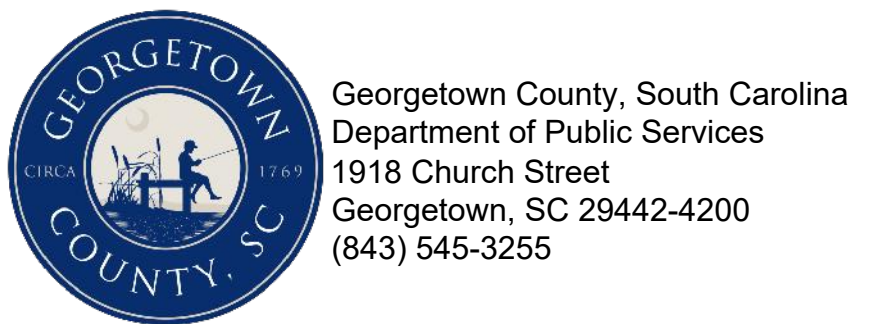 GEORGETOWN
CIRCA 1769
COUNTY, SC
Georgetown County, South Carolina
Department of Public Services
1918 Church Street
Georgetown, SC 29442-4200
(843) 545-3255